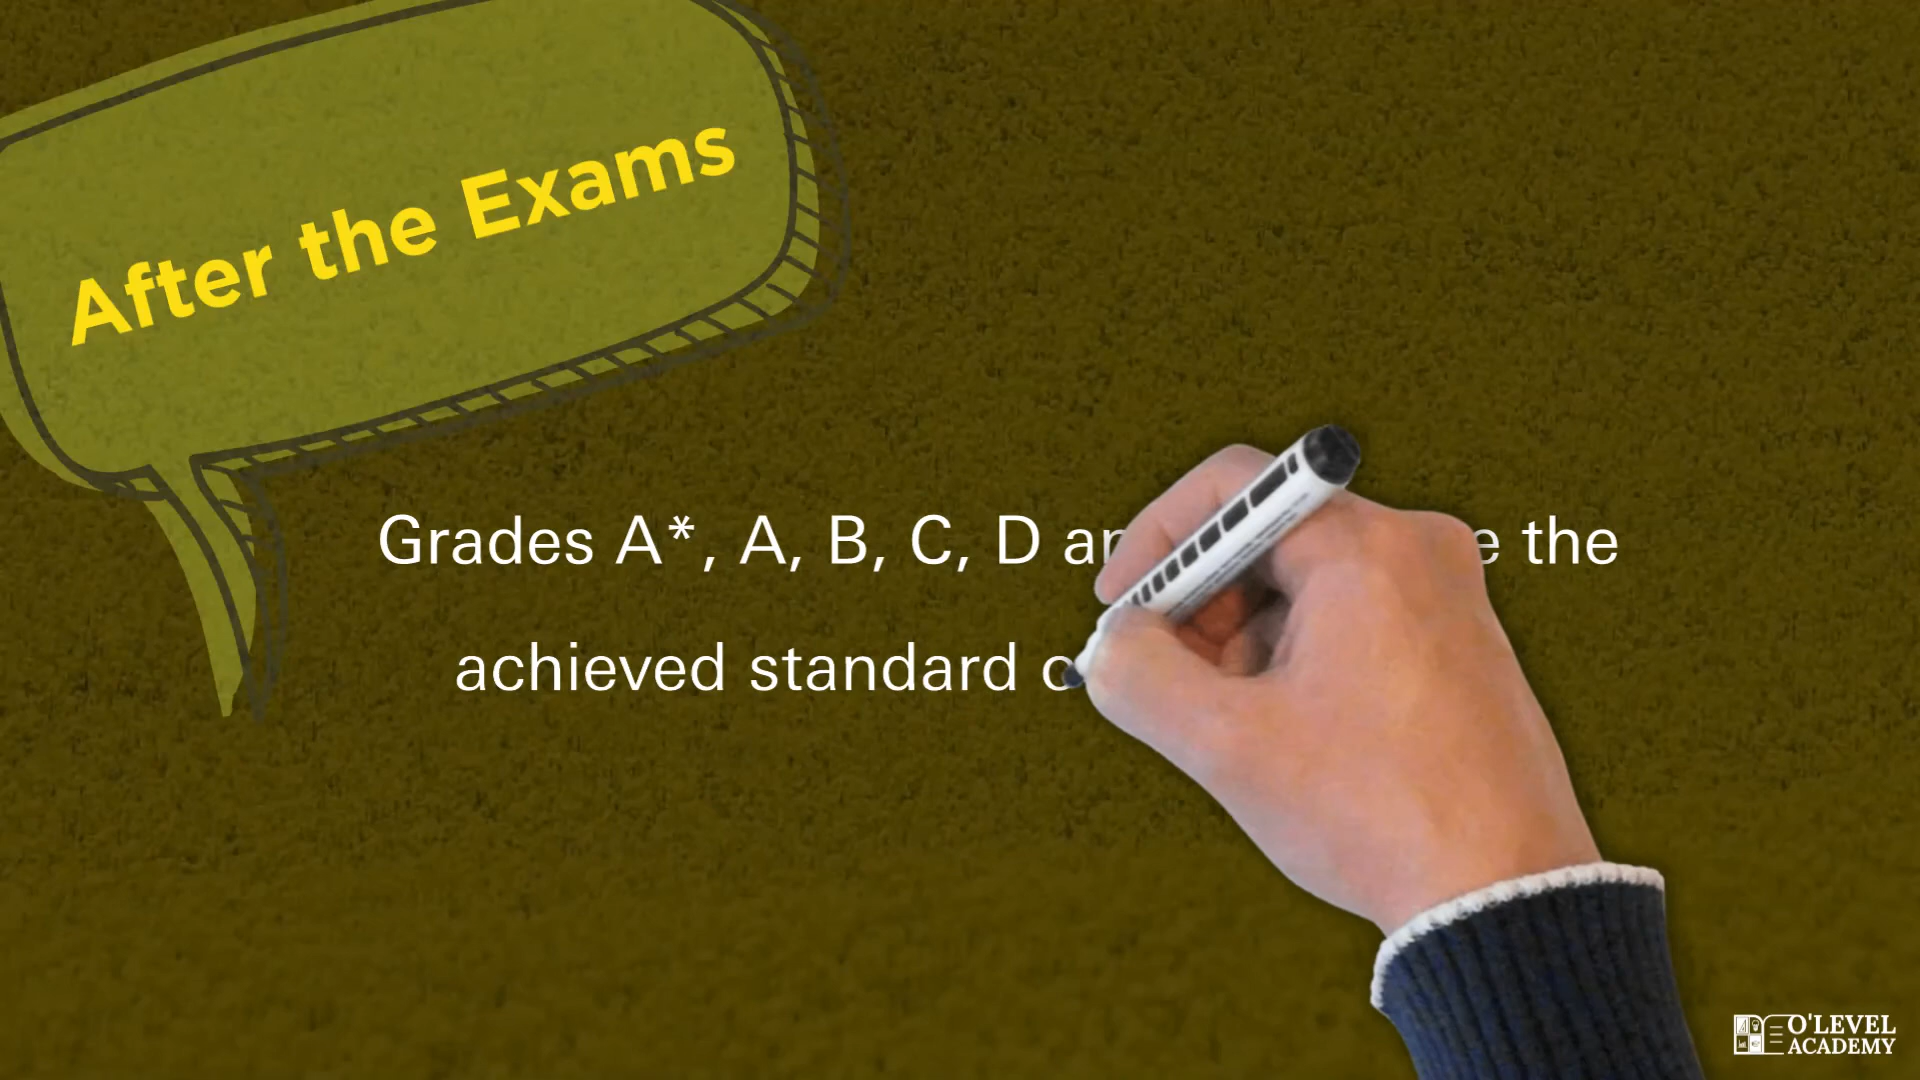 After the Exams
Grades A*, A, B, C, D the
achieved standard
O'LEVEL
ACADEMY